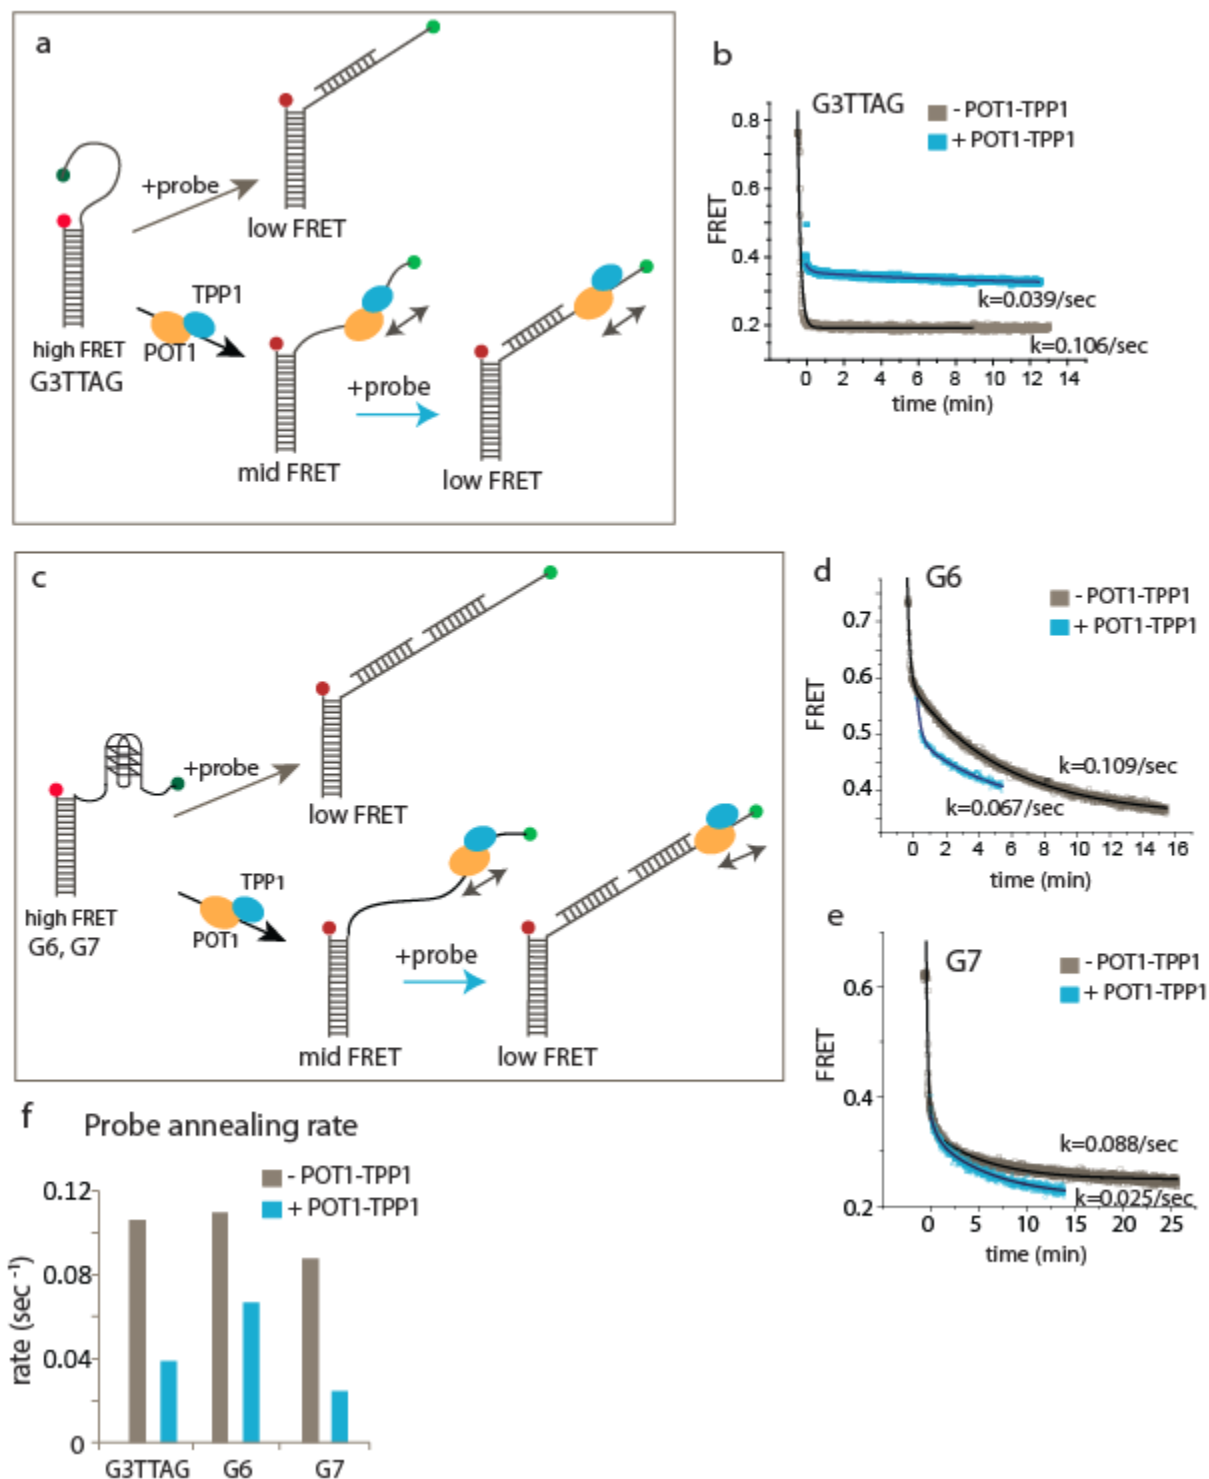 a
+probe
low FRET
TPP1
POT1
high FRET
G3TTAG
+probe
mid FRET
low FRET
b
G3TTAG
- POT1-TPP1
+ POT1-TPP1
0.8
0.6
0.4
0.2
FRET
k=0.039/sec
k=0.106/sec
0 2 4 6 8 10 12 14
time (min)
c
+probe
low FRET
TPP1
POT1
high FRET
G6, G7
+probe
mid FRET
low FRET
d
G6
- POT1-TPP1
+ POT1-TPP1
0.7
0.6
0.5
0.4
FRET
k=0.109/sec
k=0.067/sec
0 2 4 6 8 10 12 14 16
time (min)
e
G7
- POT1-TPP1
+ POT1-TPP1
0.6
0.4
0.2
FRET
k=0.088/sec
k=0.025/sec
0 5 10 15 20 25
time (min)
f
Probe annealing rate
- POT1-TPP1
+ POT1-TPP1
0.12
0.08
0.04
0
rate (sec⁻¹)
G3TTAG G6 G7